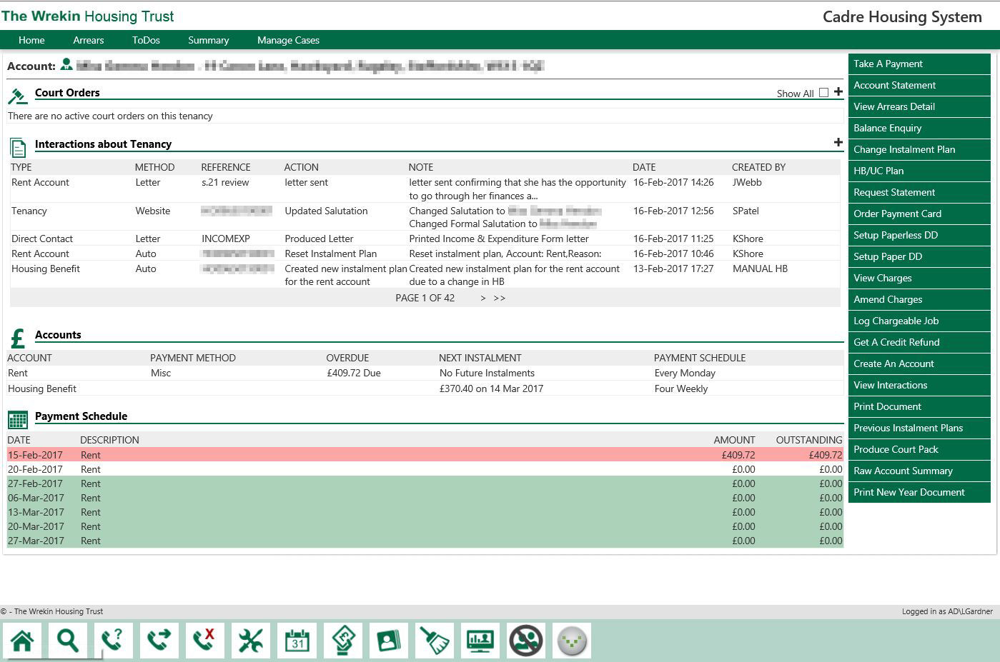 The Wrekin Housing Trust
Cadre Housing System
Home Arrears ToDos Summary Manage Cases
Account:
Court Orders
Show All
There are no active court orders on this tenancy
Interactions about Tenancy
TYPE METHOD REFERENCE ACTION NOTE DATE CREATED BY
Rent Account Letter s.21 review letter sent letter sent confirming that she has the opportunity 16-Feb-2017 14:26 JWebb
to go through her finances a...
Tenancy Website Updated Salutation Changed Salutation to 16-Feb-2017 12:56 SPatel
Changed Formal Salutation to
Direct Contact Letter INCOMEXP Produced Letter Printed Income & Expenditure Form letter 16-Feb-2017 11:25 KShore
Rent Account Auto Reset Instalment Plan Reset instalment plan, Account: Rent,Reason: 16-Feb-2017 10:46 KShore
Housing Benefit Auto Created new instalment plan Created new instalment plan for the rent account 13-Feb-2017 17:27 MANUAL HB
for the rent account due to a change in HB
PAGE 1 OF 42 > >>
Accounts
ACCOUNT PAYMENT METHOD OVERDUE NEXT INSTALMENT PAYMENT SCHEDULE
Rent Misc £409.72 Due No Future Instalments Every Monday
Housing Benefit £370.40 on 14 Mar 2017 Four Weekly
Payment Schedule
DATE DESCRIPTION AMOUNT OUTSTANDING
15-Feb-2017 Rent £409.72 £409.72
20-Feb-2017 Rent £0.00 £0.00
27-Feb-2017 Rent £0.00 £0.00
06-Mar-2017 Rent £0.00 £0.00
13-Mar-2017 Rent £0.00 £0.00
20-Mar-2017 Rent £0.00 £0.00
27-Mar-2017 Rent £0.00 £0.00
Take A Payment
Account Statement
View Arrears Detail
Balance Enquiry
Change Instalment Plan
HB/UC Plan
Request Statement
Order Payment Card
Setup Paperless DD
Setup Paper DD
View Charges
Amend Charges
Log Chargeable Job
Get A Credit Refund
Create An Account
View Interactions
Print Document
Previous Instalment Plans
Produce Court Pack
Raw Account Summary
Print New Year Document
© - The Wrekin Housing Trust
Logged in as AD\LGardner
? X 31 £